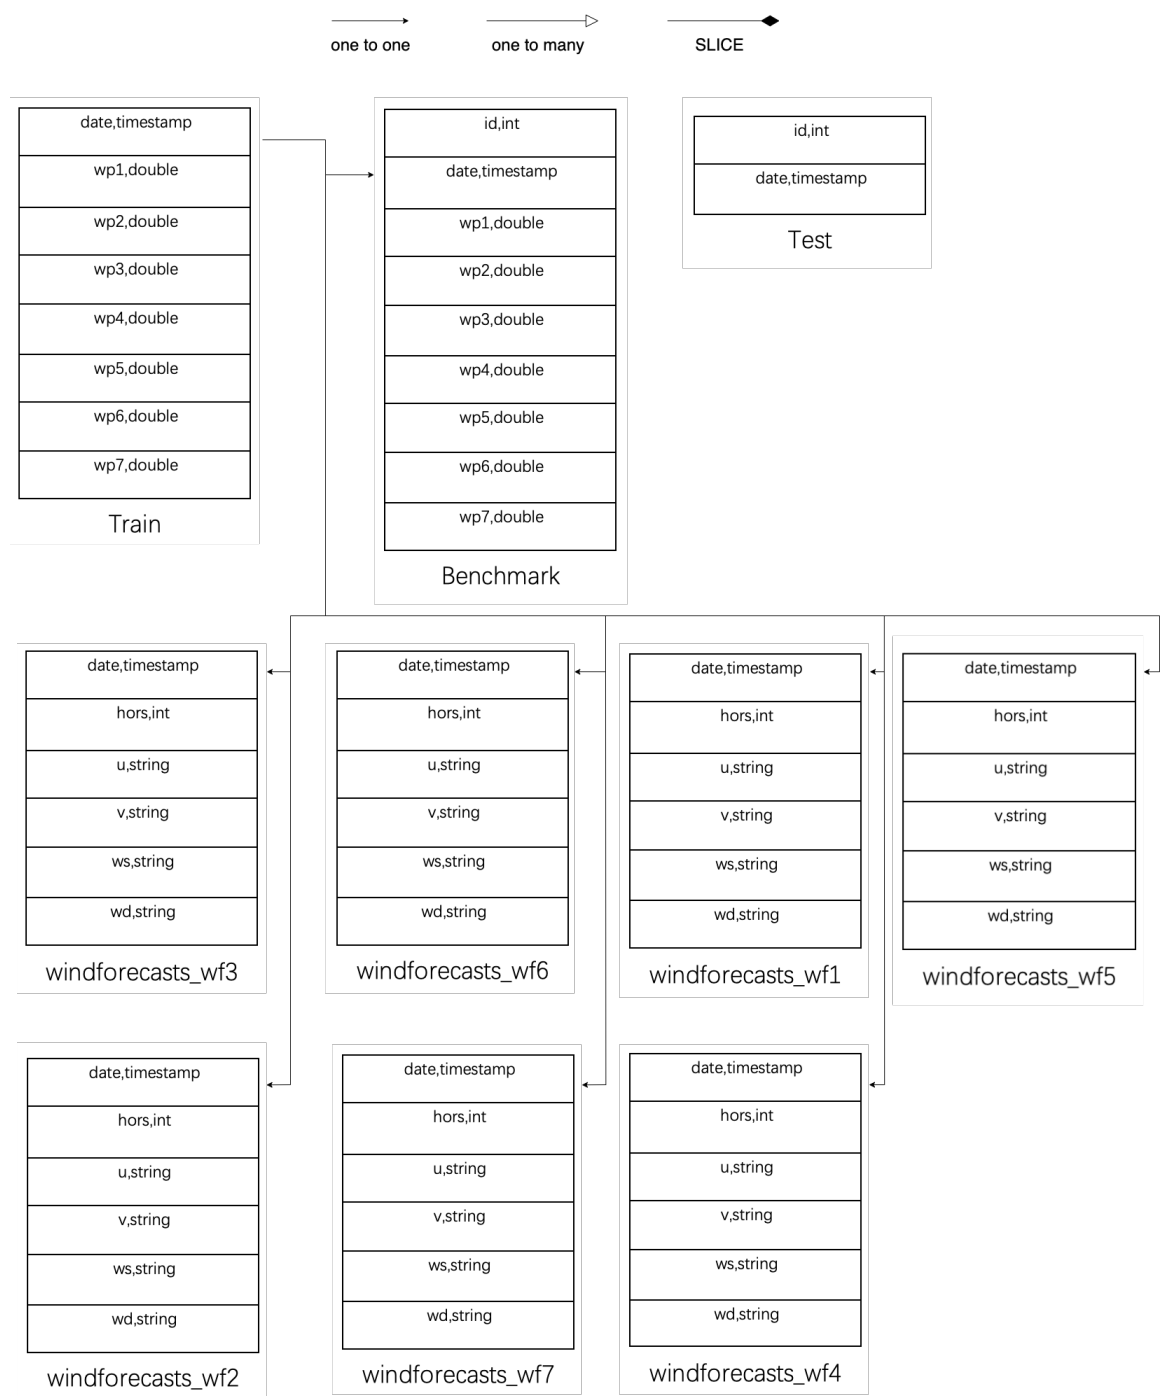 one to one
one to many
SLICE
date,timestamp
wp1,double
wp2,double
wp3,double
wp4,double
wp5,double
wp6,double
wp7,double
Train
id,int
date,timestamp
wp1,double
wp2,double
wp3,double
wp4,double
wp5,double
wp6,double
wp7,double
Benchmark
id,int
date,timestamp
Test
date,timestamp
hors,int
u,string
v,string
ws,string
wd,string
windforecasts_wf3
date,timestamp
hors,int
u,string
v,string
ws,string
wd,string
windforecasts_wf6
date,timestamp
hors,int
u,string
v,string
ws,string
wd,string
windforecasts_wf1
date,timestamp
hors,int
u,string
v,string
ws,string
wd,string
windforecasts_wf5
date,timestamp
hors,int
u,string
v,string
ws,string
wd,string
windforecasts_wf2
date,timestamp
hors,int
u,string
v,string
ws,string
wd,string
windforecasts_wf7
date,timestamp
hors,int
u,string
v,string
ws,string
wd,string
windforecasts_wf4